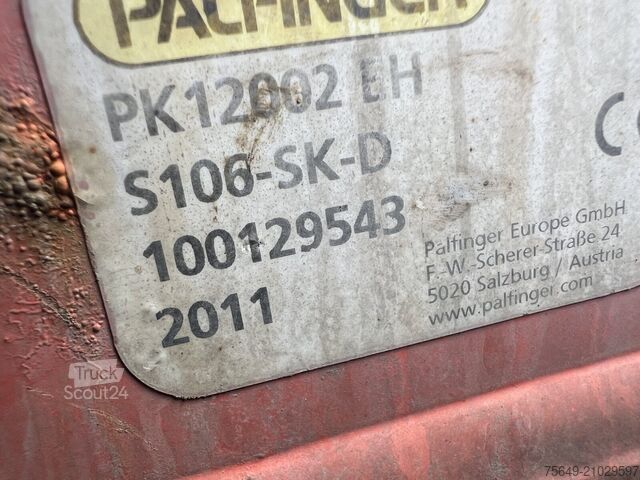 PALFINGER
PK12002 EH
S106-SK-D
100129543
2011
C
Palfinger Europe GmbH
F.-W.-Scherer-Straße 24
5020 Salzburg / Austria
www.palfinger.com
Truck
Scout24
75649-21029597